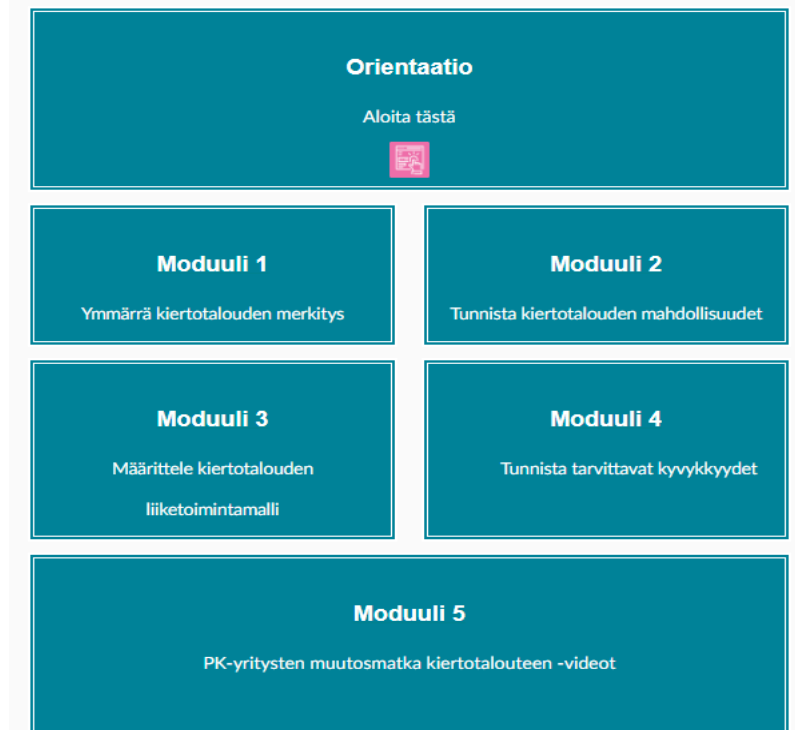 Orientaatio
Aloita tästä
Moduuli 1
Ymmärrä kiertotalouden merkitys
Moduuli 2
Tunnista kiertotalouden mahdollisuudet
Moduuli 3
Määrittele kiertotalouden
liiketoimintamalli
Moduuli 4
Tunnista tarvittavat kyvykkyydet
Moduuli 5
PK-yritysten muutosmatka kiertotalouteen -videot